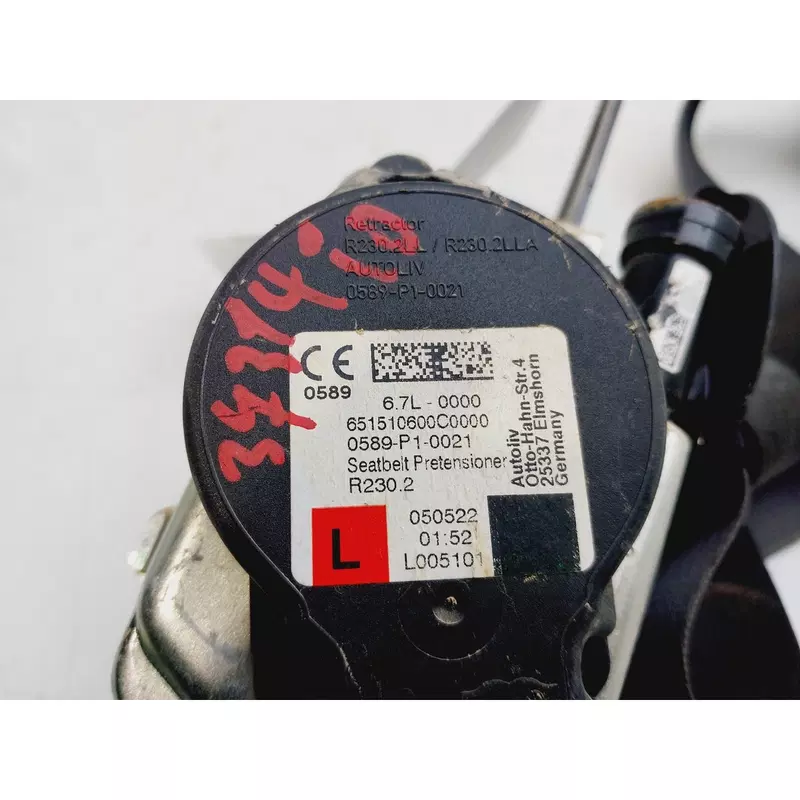 Retractor
R230.2LL / R230.2LLA
AUTOLIV
0589-P1-0021
CE
0589
6.7L - 0000
651510600C0000
0589-P1-0021
Seatbelt Pretensioner
R230.2
Autoliv
Otto-Hahn-Str.4
25337 Elmshorn
Germany
L
050522
01:52
L005101